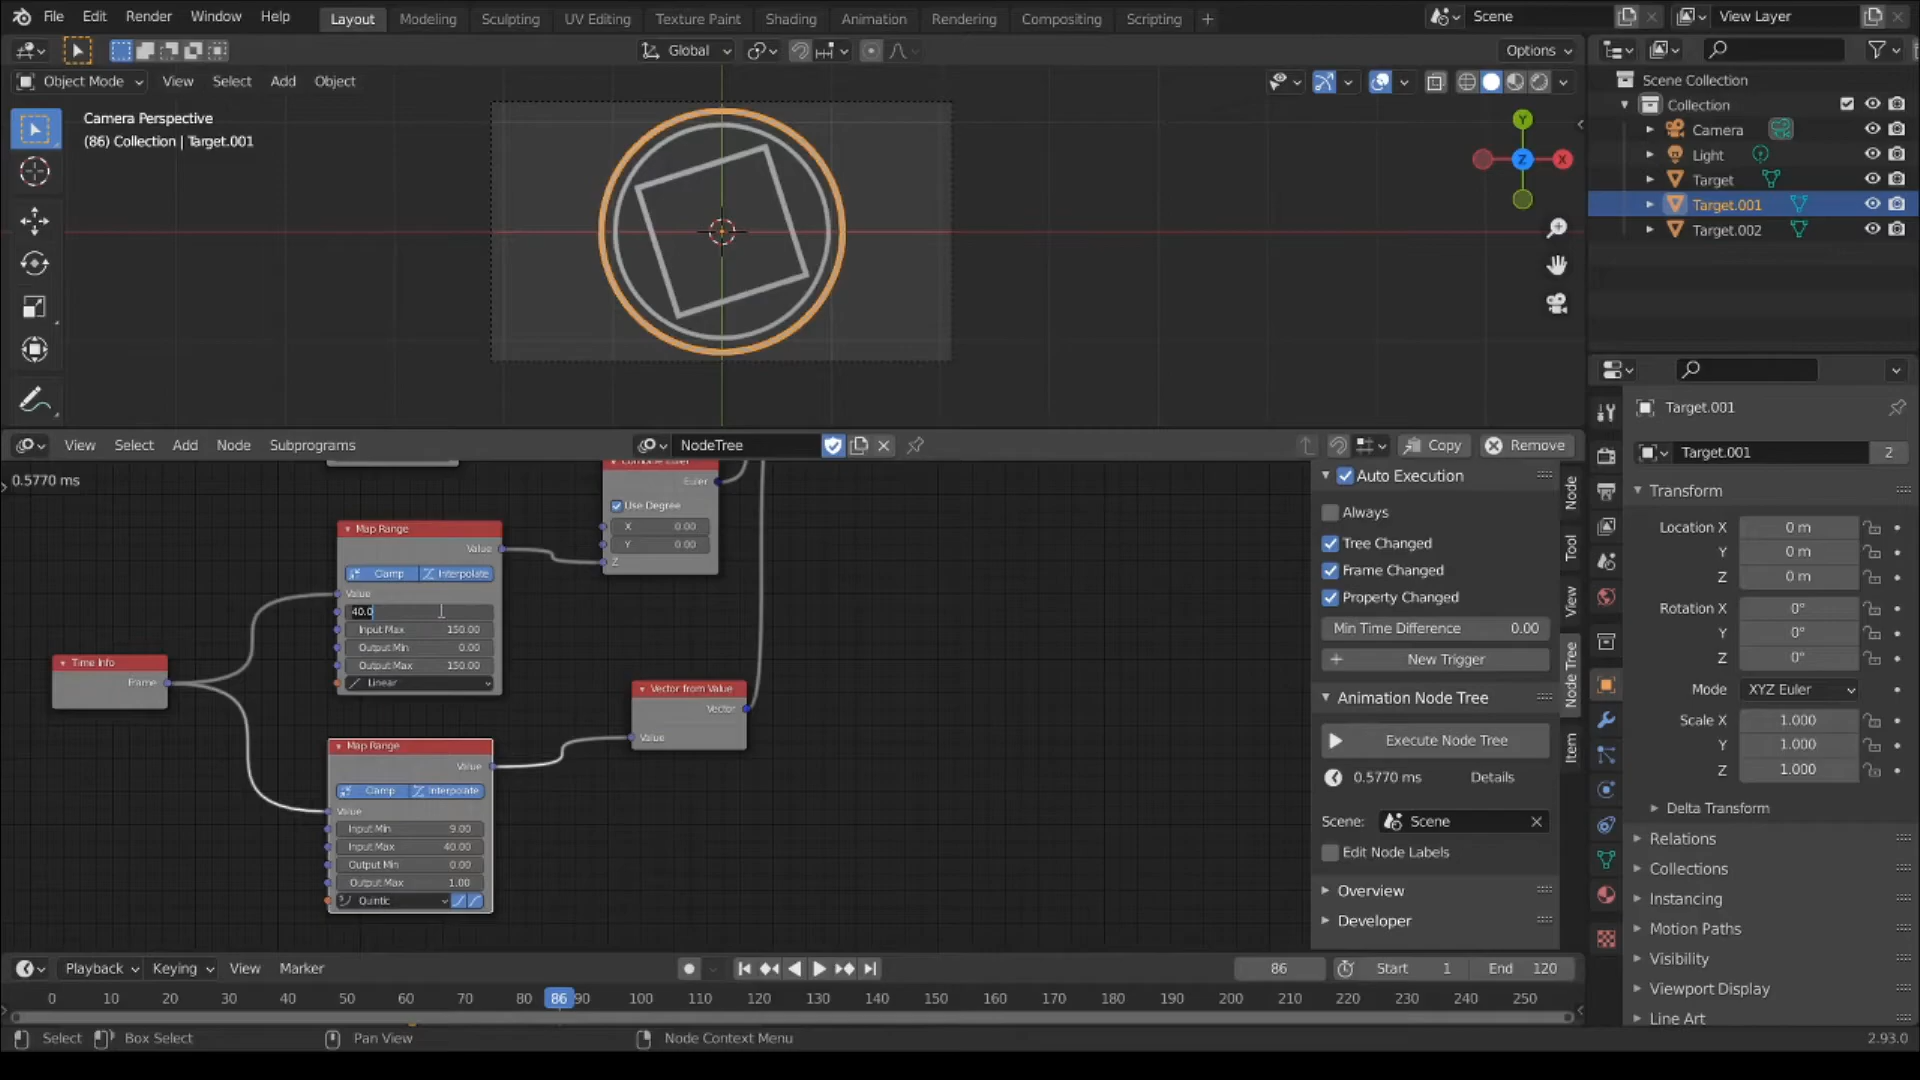 File Edit Render Window Help Layout Modeling Sculpting UV Editing Texture Paint Shading Animation Rendering Compositing Scripting + Scene View Layer
Global Options
Object Mode View Select Add Object
Camera Perspective
(86) Collection | Target.001
Y
Z X
Scene Collection
Collection
Camera
Light
Target
Target.001
Target.002
View Select Add Node Subprograms NodeTree Copy Remove
0.5770 ms
Euler
Use Degree
X 0.00
Y 0.00
Z
Map Range
Value
Clamp Interpolate
Value
40.0
Input Max 150.00
Output Min 0.00
Output Max 150.00
Linear
Time Info
Frame
Vector from Value
Vector
Value
Map Range
Value
Clamp Interpolate
Value
Input Min 9.00
Input Max 40.00
Output Min 0.00
Output Max 1.00
Quintic
Auto Execution
Always
Tree Changed
Frame Changed
Property Changed
Min Time Difference 0.00
New Trigger
Animation Node Tree
Execute Node Tree
0.5770 ms Details
Scene: Scene
Edit Node Labels
Overview
Developer
Node
Tool
View
Node Tree
Item
Target.001
Target.001 2
Transform
Location X 0 m
Y 0 m
Z 0 m
Rotation X 0°
Y 0°
Z 0°
Mode XYZ Euler
Scale X 1.000
Y 1.000
Z 1.000
Delta Transform
Relations
Collections
Instancing
Motion Paths
Visibility
Viewport Display
Line Art
Playback Keying View Marker 86 Start 1 End 120
0 10 20 30 40 50 60 70 80 86 90 100 110 120 130 140 150 160 170 180 190 200 210 220 230 240 250
Select Box Select Pan View Node Context Menu 2.93.0